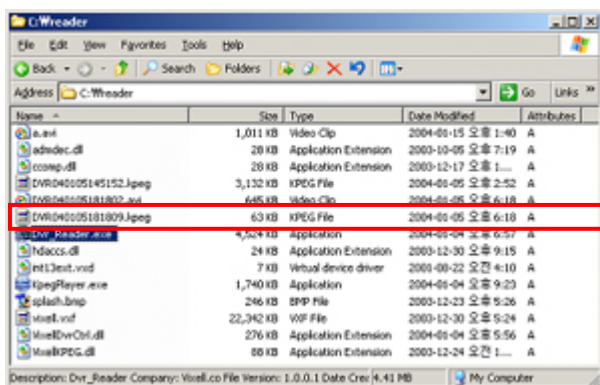 C:\reader
File Edit View Favorites Tools Help
Back Search Folders
Address C:\reader Go Links »
Name Size Type Date Modified Attributes
a.avi 1,011 KB Video Clip 2004-01-15 오후 1:40 A
admdec.dll 28 KB Application Extension 2003-10-05 오후 7:19 A
ccomp.dll 28 KB Application Extension 2003-12-17 오후 1.... A
DVR040105145152.kpeg 3,132 KB KPEG File 2004-01-05 오후 2:52 A
DVR040105181802.avi 645 KB Video Clip 2004-01-05 오후 6:18 A
DVR040105181809.kpeg 63 KB KPEG File 2004-01-05 오후 6:18 A
Dvr_Reader.exe 4,524 KB Application 2004-01-04 오후 6:57 A
hdaccs.dll 24 KB Application Extension 2003-12-30 오후 9:15 A
int13ext.vxd 7 KB Virtual device driver 2001-08-22 오전 4:10 A
KpegPlayer.exe 1,740 KB Application 2004-01-04 오후 9:23 A
splash.bmp 246 KB BMP File 2003-12-23 오후 5:26 A
Voxell.vxf 22,342 KB VXF File 2003-12-30 오후 5:24 A
VoxellDvrCtrl.dll 276 KB Application Extension 2004-01-04 오후 5:56 A
VoxellKPEG.dll 88 KB Application Extension 2003-12-24 오전 1.... A
Description: Dvr_Reader Company: Voxell.co File Version: 1.0.0.1 Date Crea 4.41 MB My Computer